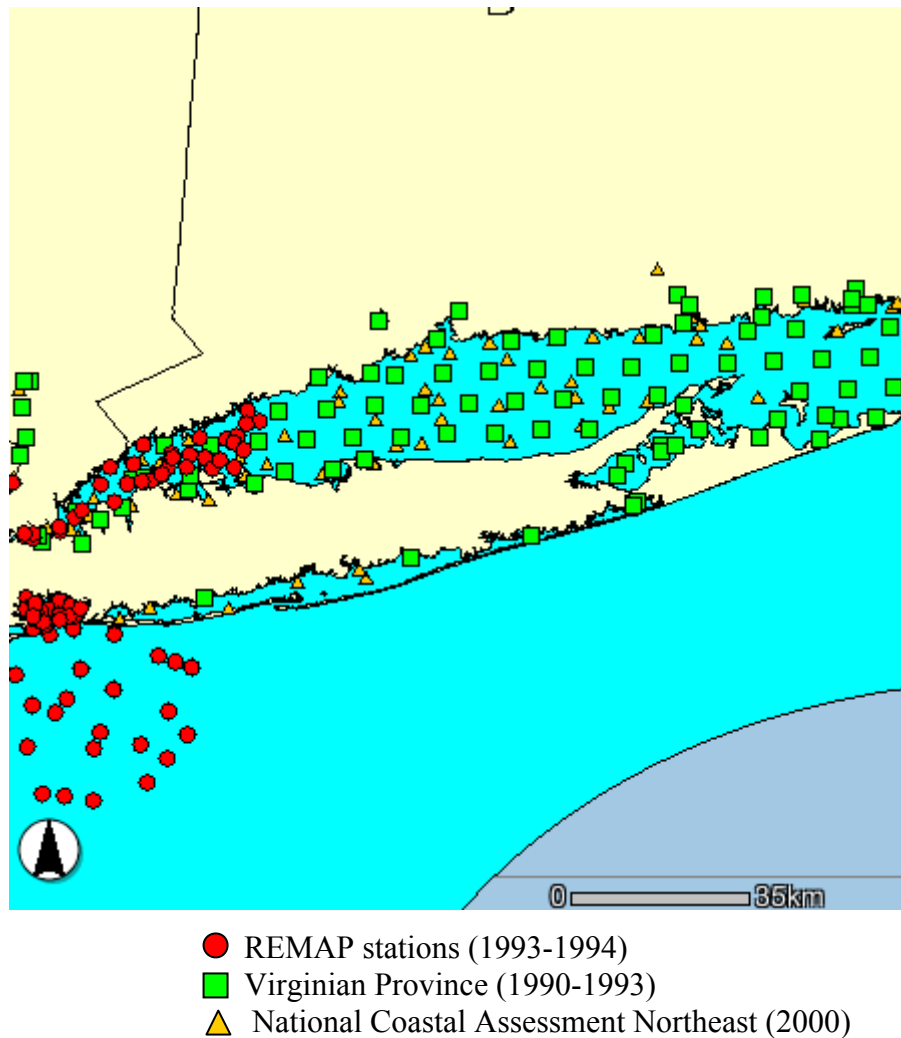 0 35km
REMAP stations (1993-1994)
Virginian Province (1990-1993)
National Coastal Assessment Northeast (2000)